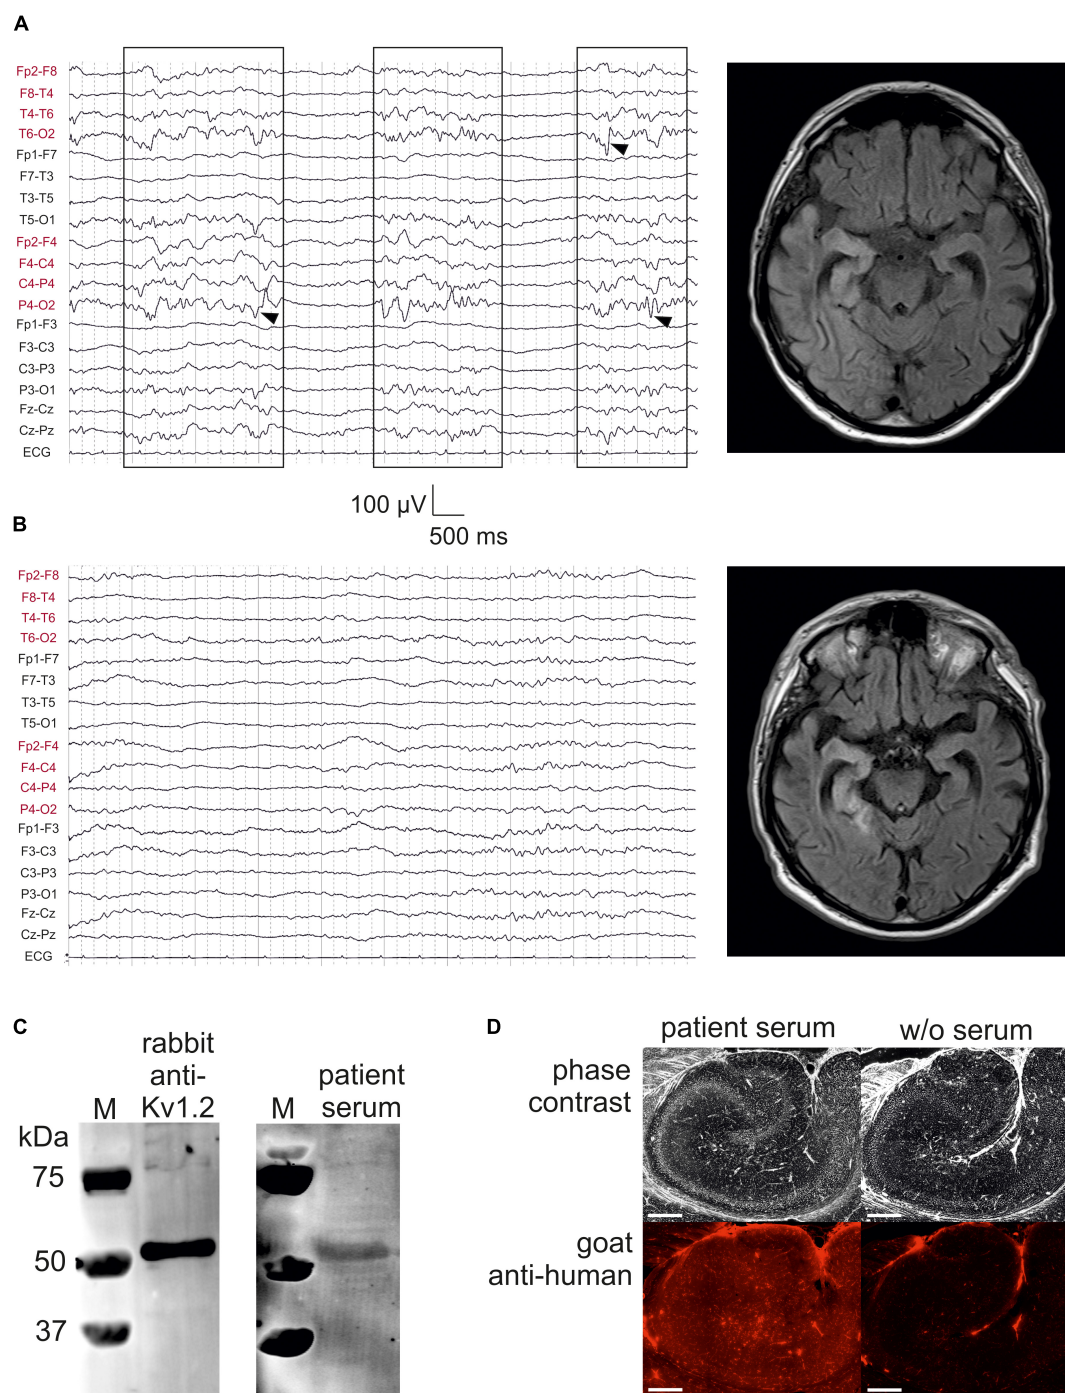 A
Fp2-F8
F8-T4
T4-T6
T6-O2
Fp1-F7
F7-T3
T3-T5
T5-O1
Fp2-F4
F4-C4
C4-P4
P4-O2
Fp1-F3
F3-C3
C3-P3
P3-O1
Fz-Cz
Cz-Pz
ECG
100 µV
500 ms
B
Fp2-F8
F8-T4
T4-T6
T6-O2
Fp1-F7
F7-T3
T3-T5
T5-O1
Fp2-F4
F4-C4
C4-P4
P4-O2
Fp1-F3
F3-C3
C3-P3
P3-O1
Fz-Cz
Cz-Pz
ECG
C
rabbit
anti-
M Kv1.2
kDa
75
50
37
patient
M serum
D
patient serum w/o serum
phase
contrast
goat
anti-human